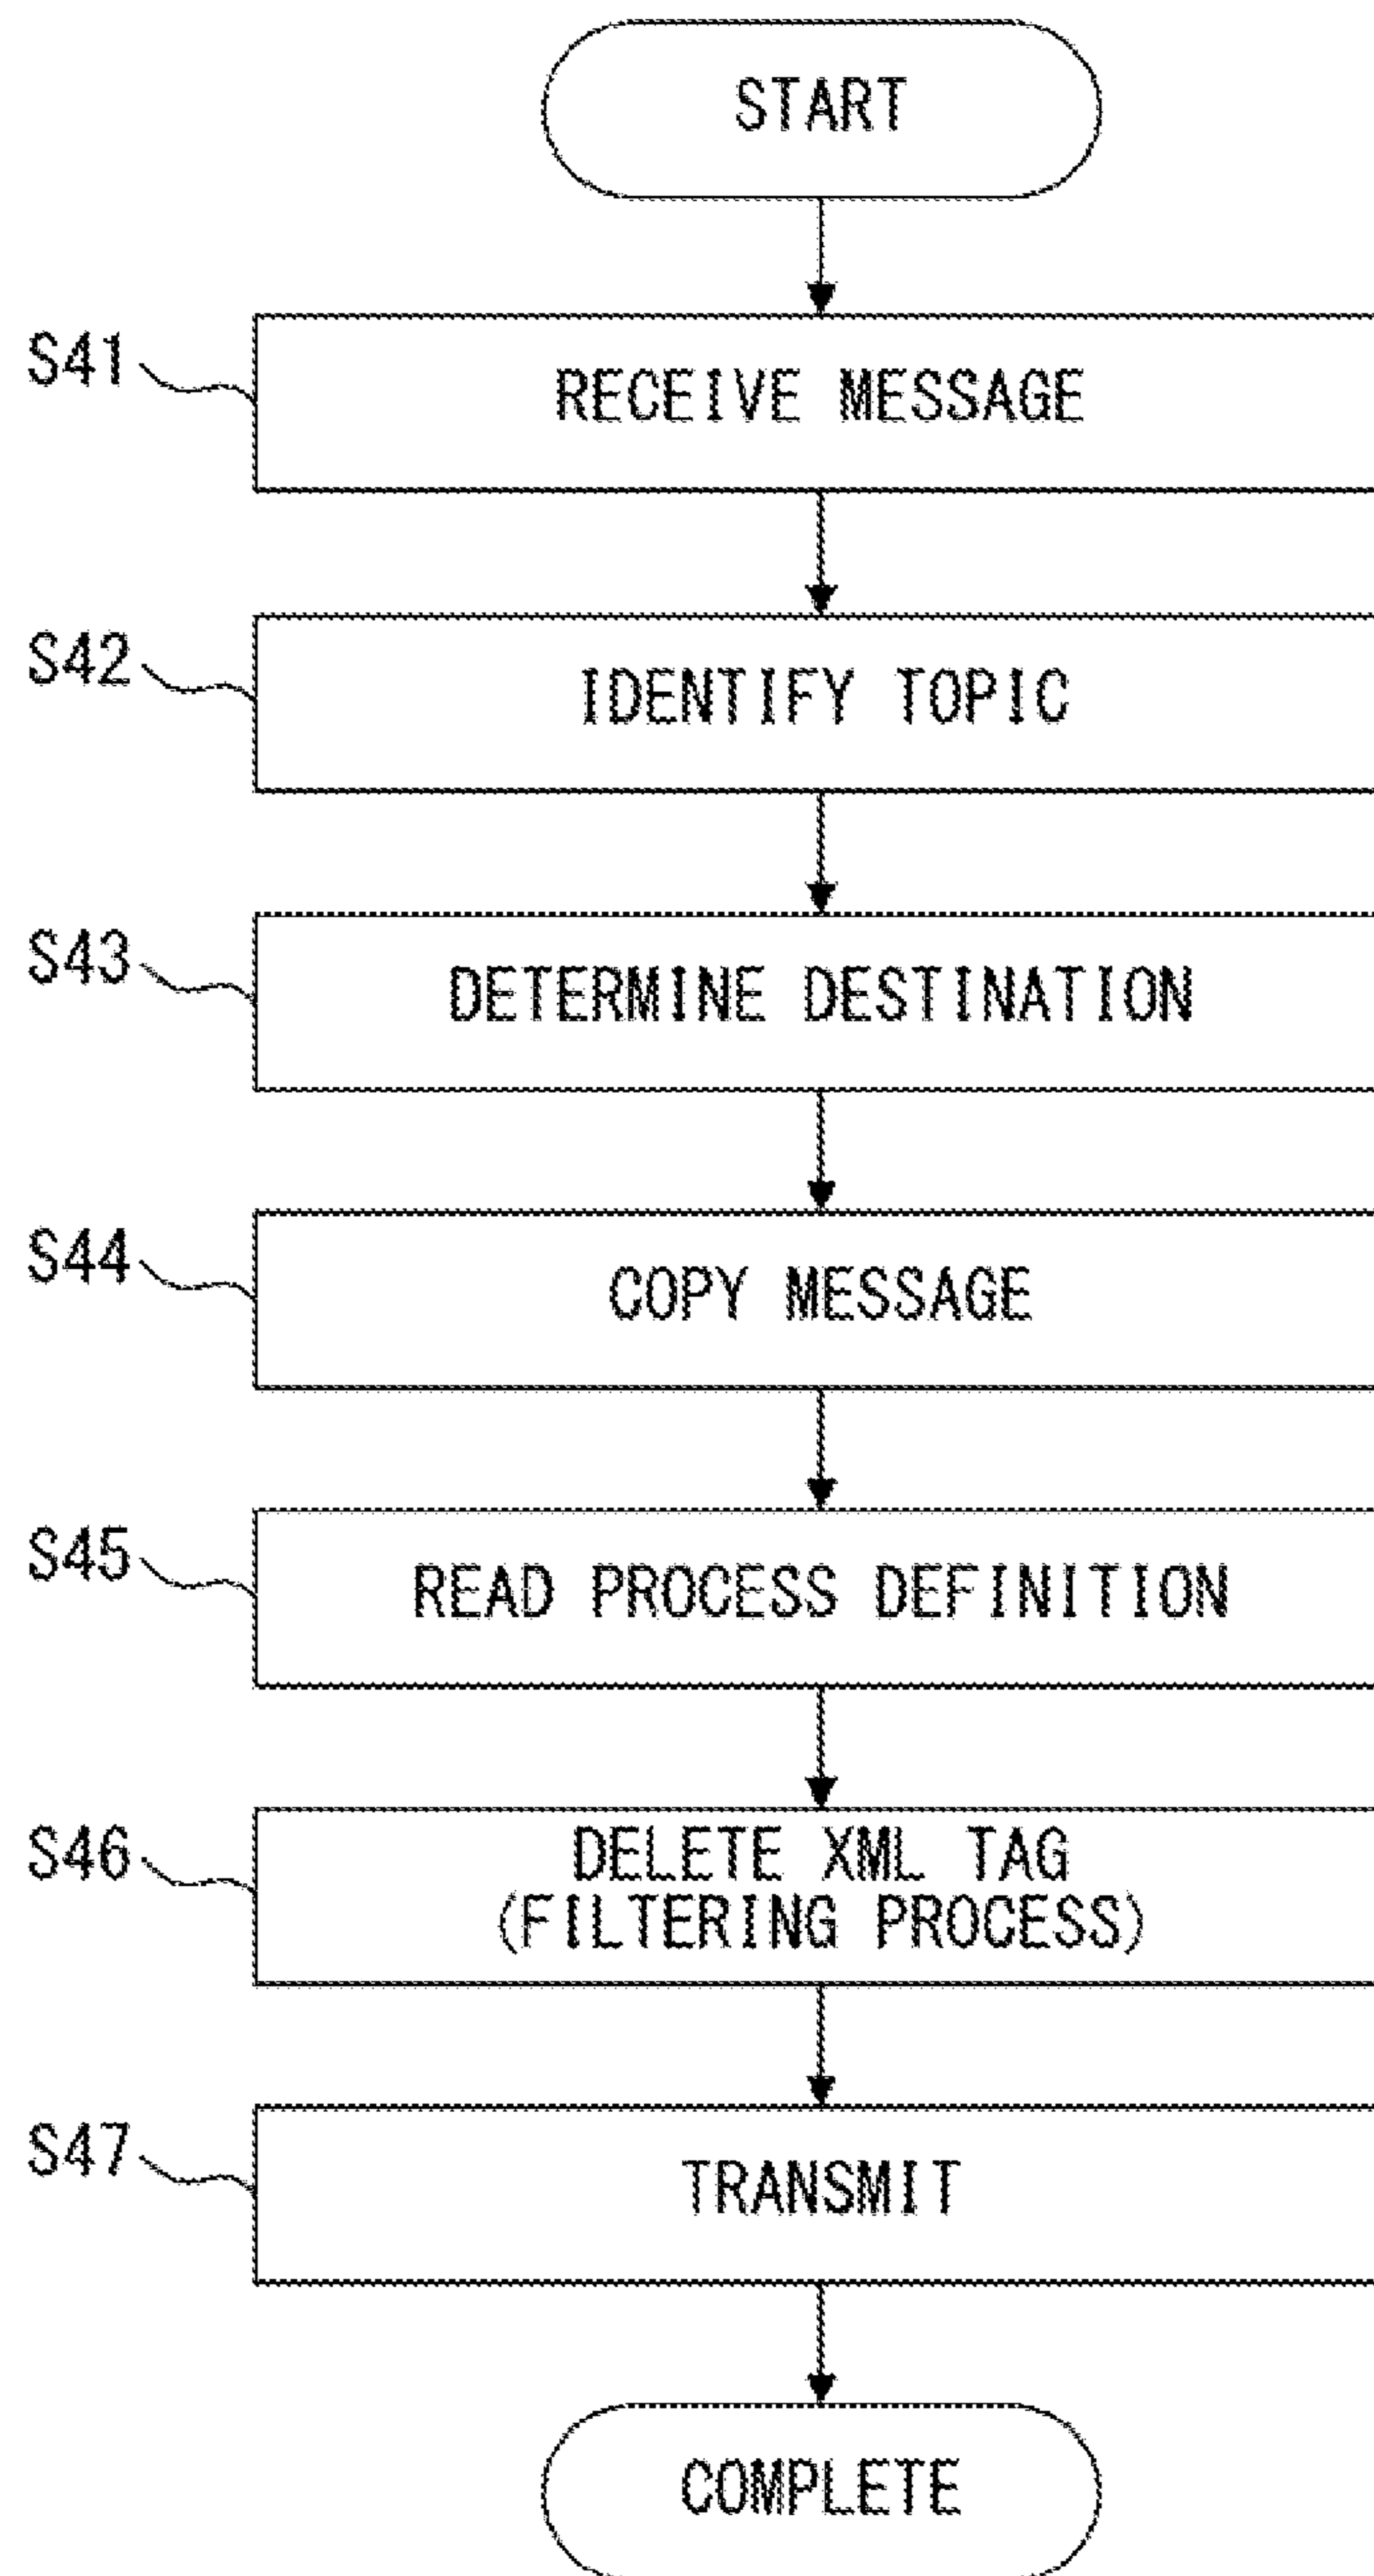 START
S41
RECEIVE MESSAGE
S42
IDENTIFY TOPIC
S43
DETERMINE DESTINATION
S44
COPY MESSAGE
S45
READ PROCESS DEFINITION
S46
DELETE XML TAG
(FILTERING PROCESS)
S47
TRANSMIT
COMPLETE